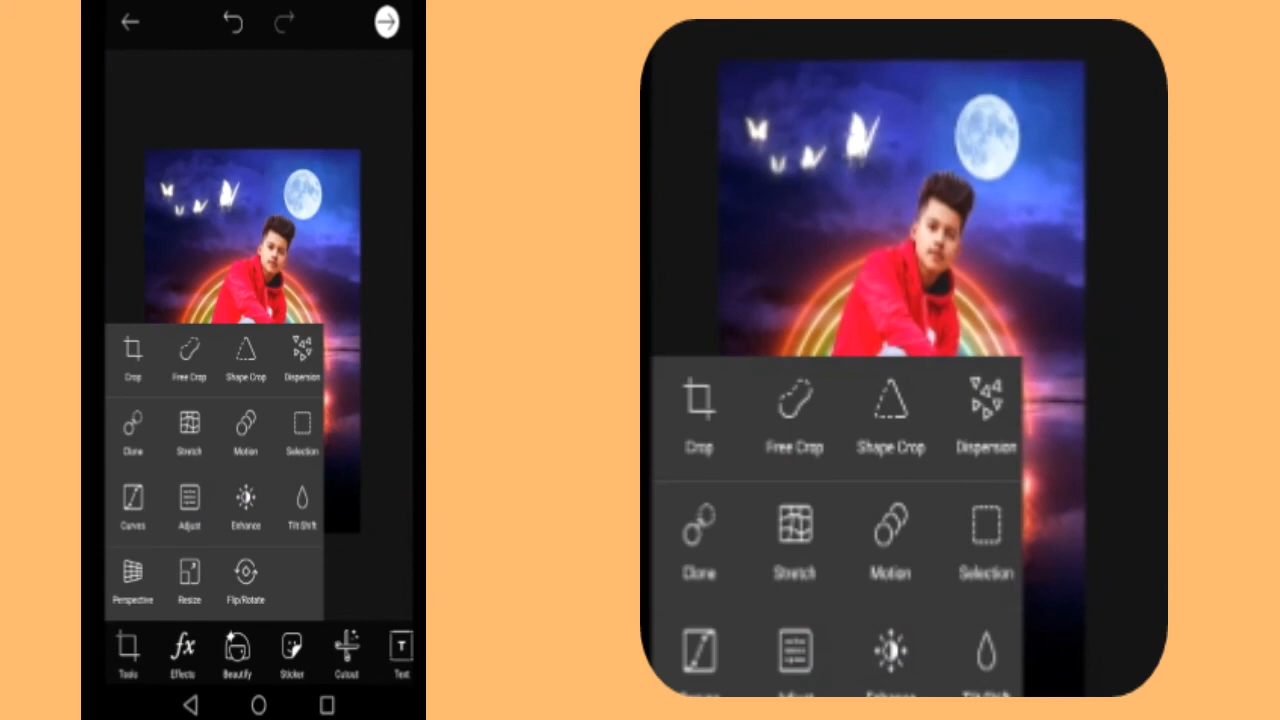 Crop Free Crop Shape Crop Dispersion
Clone Stretch Motion Selection
Curves Adjust Enhance Tilt Shift
Perspective Resize Flip/Rotate
Tools Effects Beautify Sticker Cutout Text
T
Crop Free Crop Shape Crop Dispersion
Clone Stretch Motion Selection